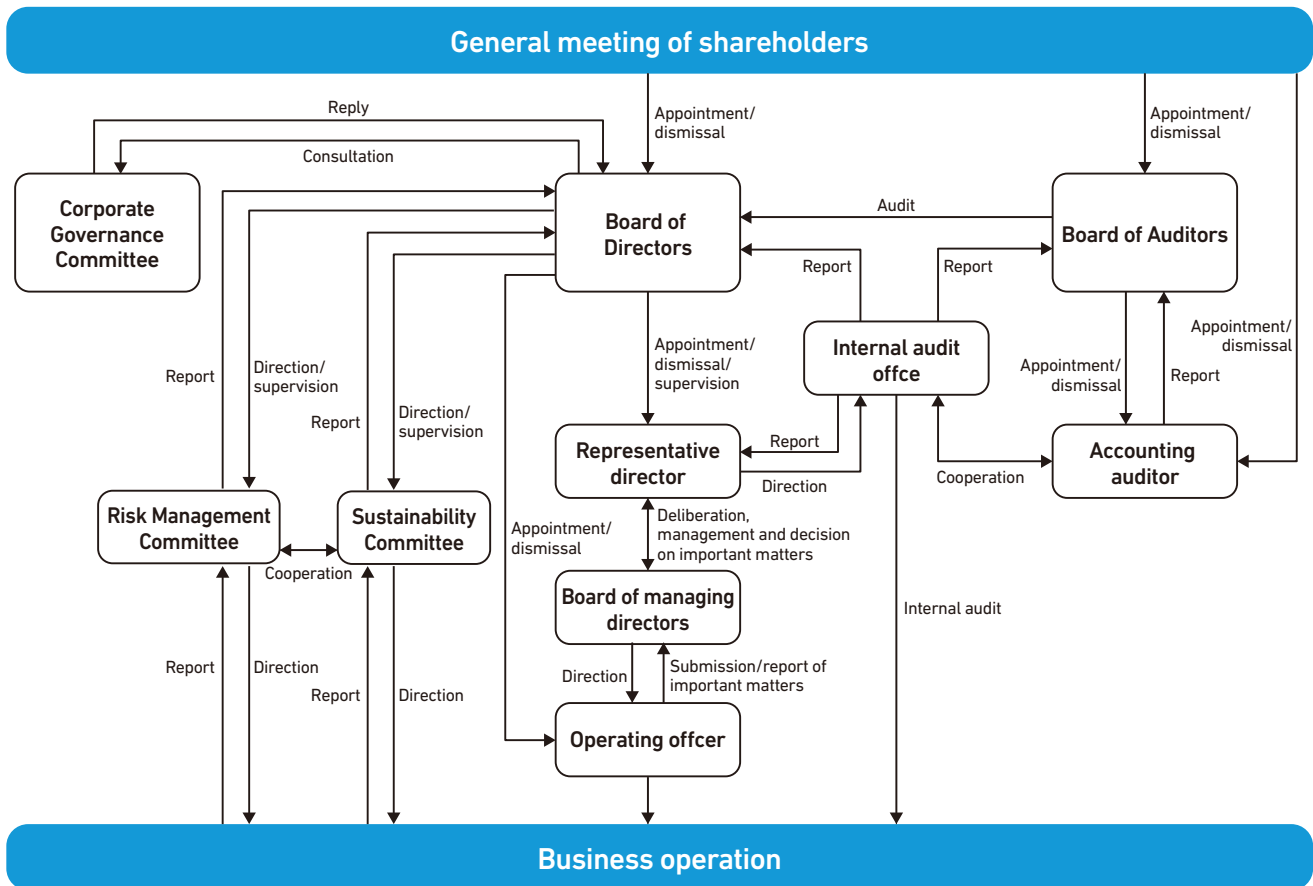 General meeting of shareholders
Reply
Consultation
Appointment/
dismissal
Appointment/
dismissal
Corporate
Governance
Committee
Board of
Directors
Audit
Board of Auditors
Report
Report
Appointment/
dismissal
Report
Direction/
supervision
Report
Direction/
supervision
Appointment/
dismissal/
supervision
Internal audit
offce
Appointment/
dismissal
Report
Representative
director
Report
Direction
Cooperation
Accounting
auditor
Risk Management
Committee
Sustainability
Committee
Cooperation
Appointment/
dismissal
Deliberation,
management and decision
on important matters
Board of managing
directors
Internal audit
Report
Direction
Report
Direction
Direction
Submission/report of
important matters
Operating offcer
Business operation